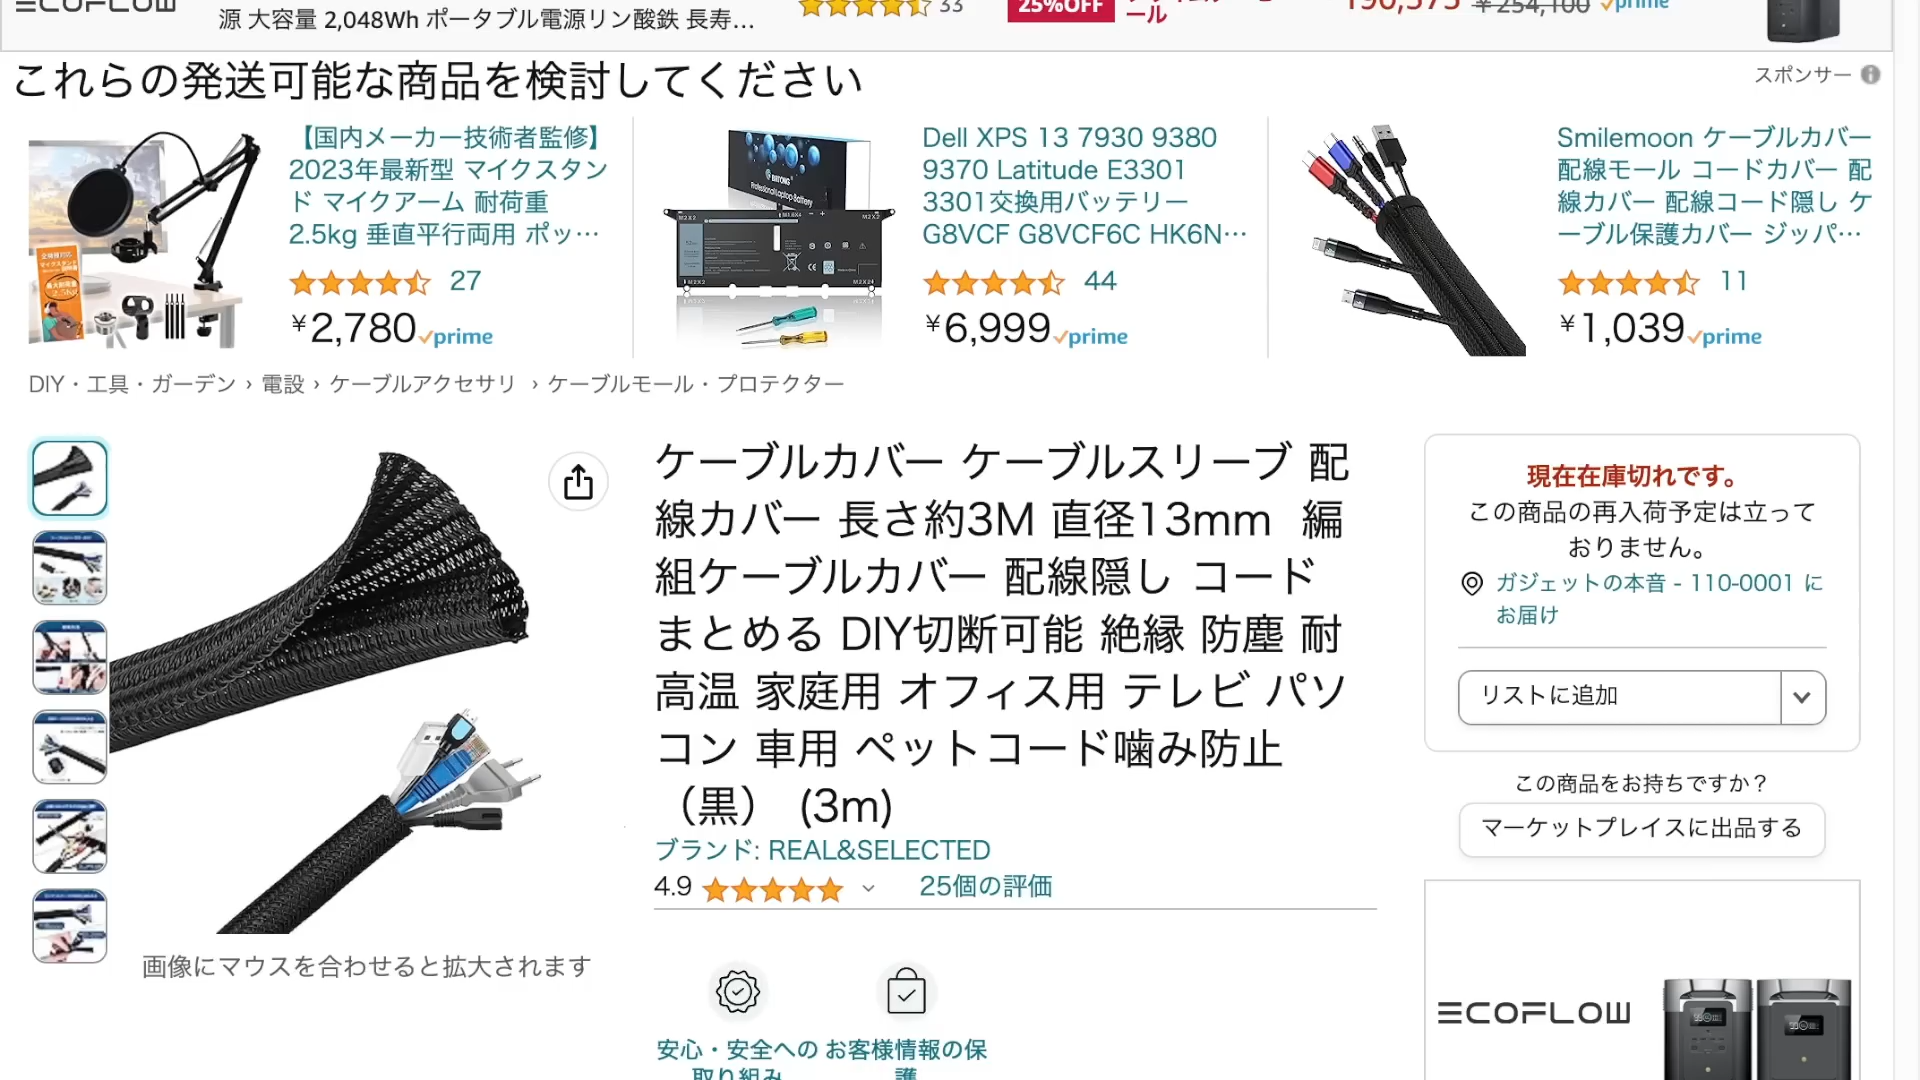 ECOFLOW
源 大容量 2,048Wh ポータブル電源リン酸鉄 長寿…
33
25%OFF
ール
¥254,100
prime
これらの発送可能な商品を検討してください
スポンサー
【国内メーカー技術者監修】
2023年最新型 マイクスタン
ド マイクアーム 耐荷重
2.5kg 垂直平行両用 ポッ…
27
¥2,780 prime
Dell XPS 13 7930 9380
9370 Latitude E3301
3301交換用バッテリー
G8VCF G8VCF6C HK6N…
44
¥6,999 prime
Smilemoon ケーブルカバー
配線モール コードカバー 配
線カバー 配線コード隠し ケ
ーブル保護カバー ジッパ…
11
¥1,039 prime
DIY・工具・ガーデン › 電設 › ケーブルアクセサリ › ケーブルモール・プロテクター
ケーブルカバー ケーブルスリーブ 配
線カバー 長さ約3M 直径13mm 編
組ケーブルカバー 配線隠し コード
まとめる DIY切断可能 絶縁 防塵 耐
高温 家庭用 オフィス用 テレビ パソ
コン 車用 ペットコード噛み防止
（黒） (3m)
ブランド: REAL&SELECTED
4.9
25個の評価
画像にマウスを合わせると拡大されます
安心・安全への
取り組み
お客様情報の保
護
現在在庫切れです。
この商品の再入荷予定は立って
おりません。
ガジェットの本音 - 110-0001 に
お届け
リストに追加
この商品をお持ちですか？
マーケットプレイスに出品する
ECOFLOW